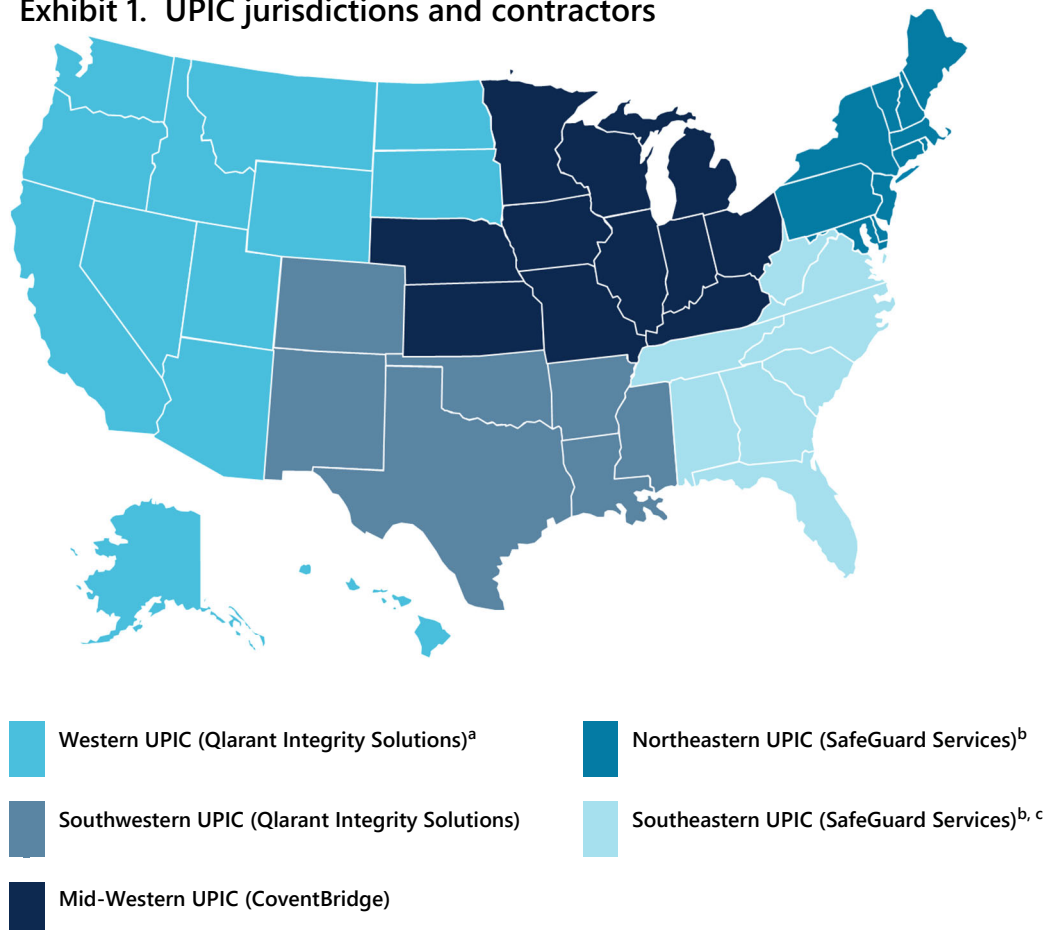 Exhibit 1. UPIC jurisdictions and contractors
Western UPIC (Qlarant Integrity Solutions)a
Northeastern UPIC (SafeGuard Services)b
Southwestern UPIC (Qlarant Integrity Solutions)
Southeastern UPIC (SafeGuard Services)b, c
Mid-Western UPIC (CoventBridge)